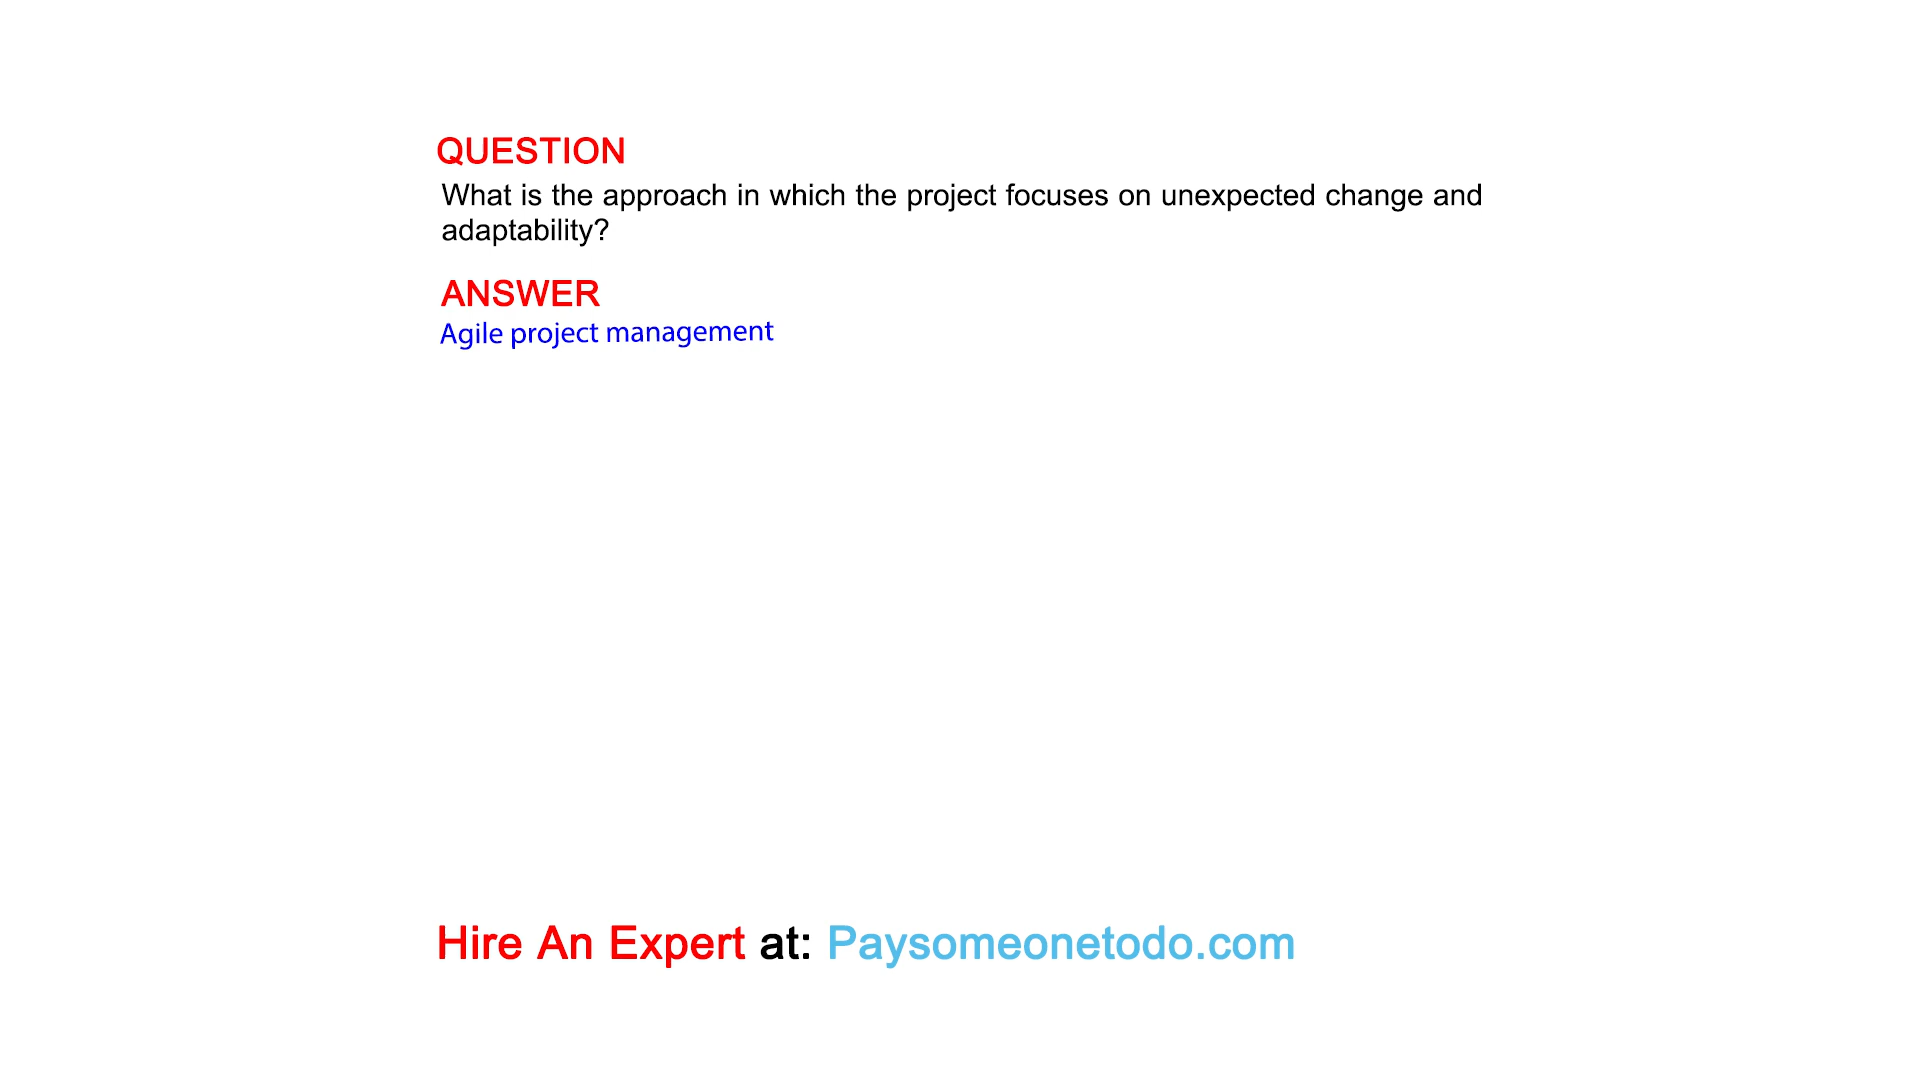 QUESTION
What is the approach in which the project focuses on unexpected change and
adaptability?
ANSWER
Agile project management
Hire An Expert at: Paysomeonetodo.com